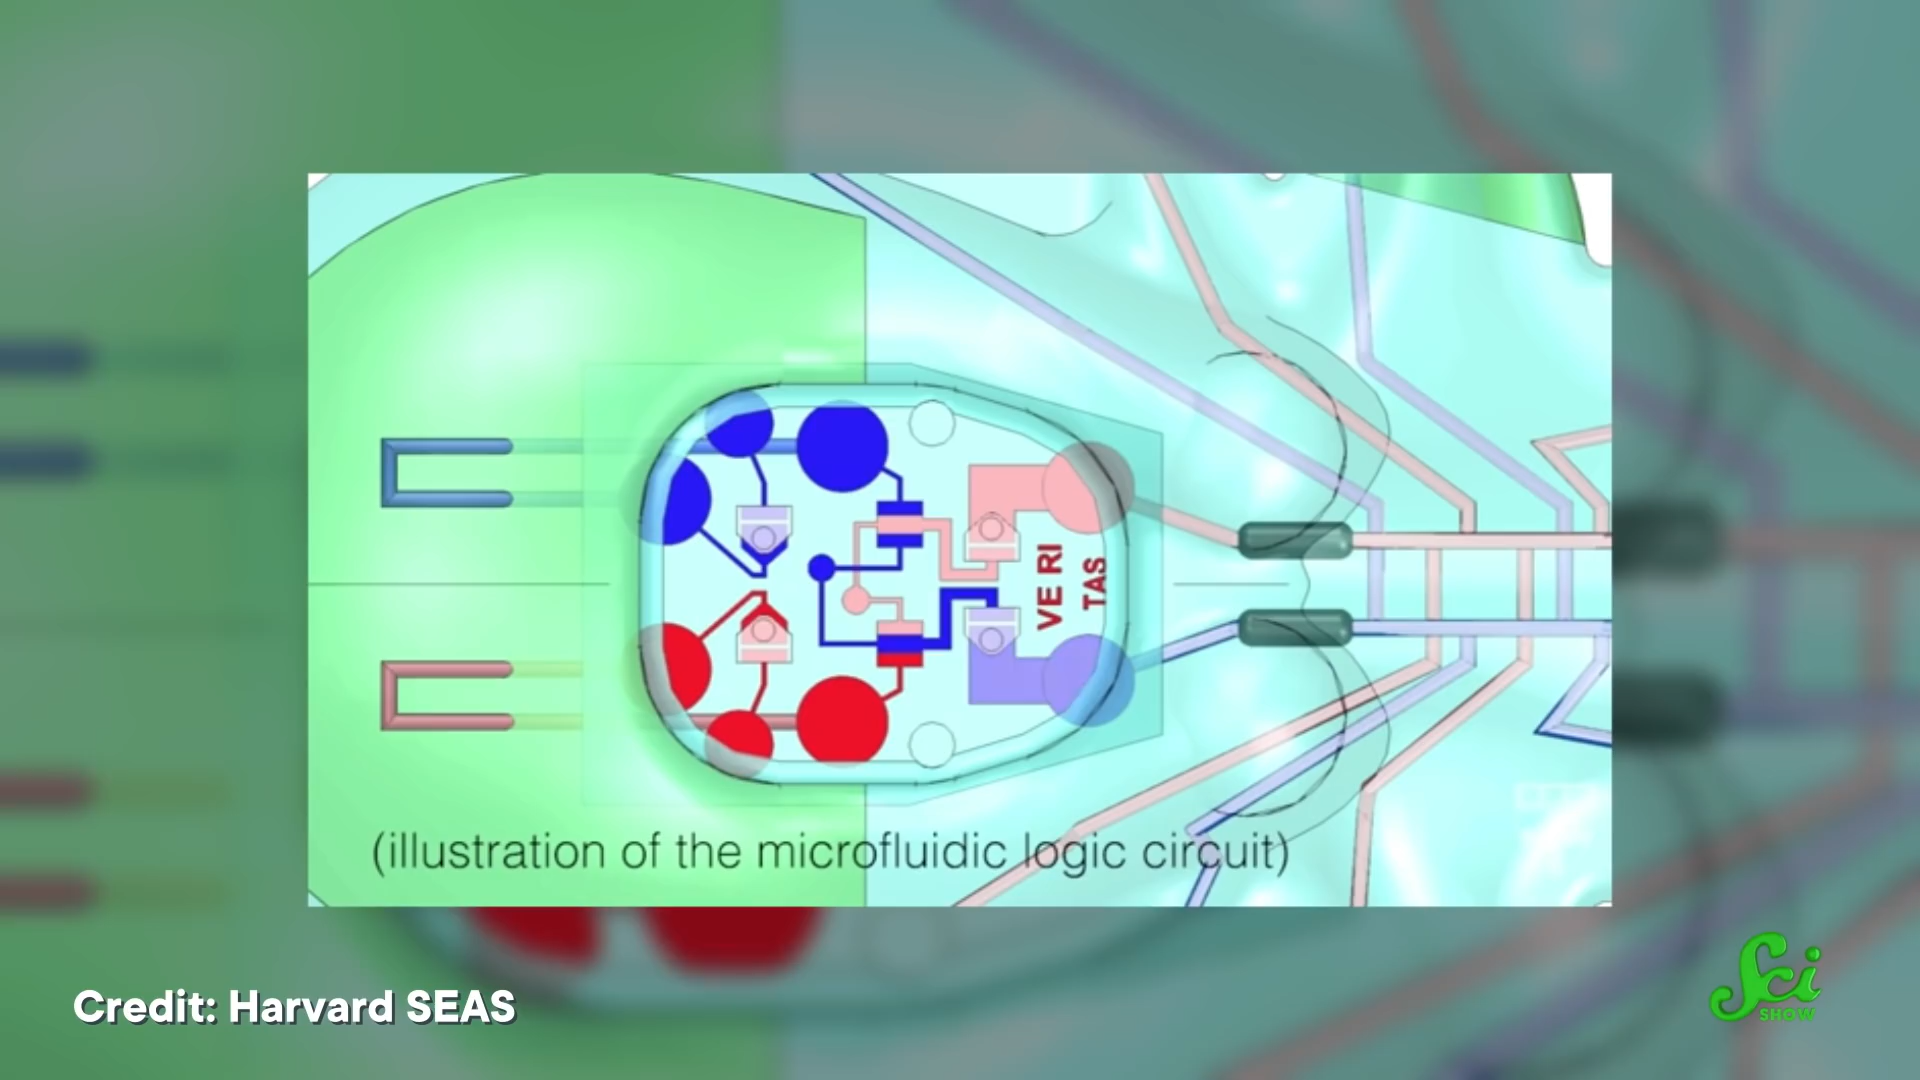 VE RI
TAS
(illustration of the microfluidic logic circuit)
Credit: Harvard SEAS
Sci
SHOW